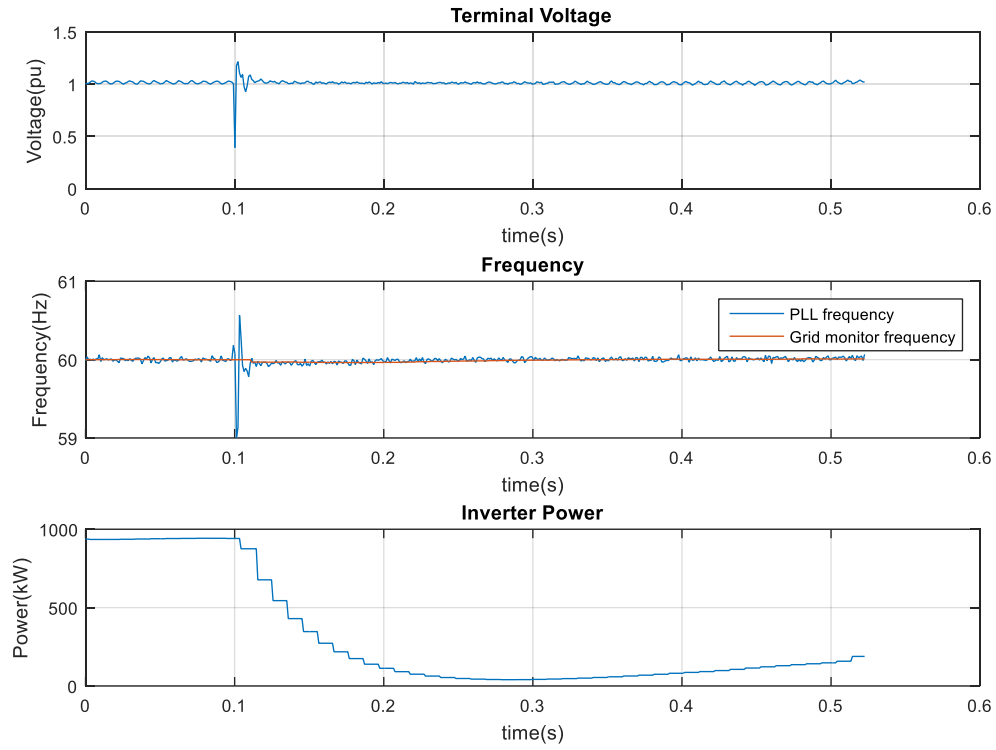 Terminal Voltage
Voltage(pu)
1.5
1
0.5
0
0 0.1 0.2 0.3 0.4 0.5 0.6
time(s)
Frequency
Frequency(Hz)
61
60
59
PLL frequency
Grid monitor frequency
0 0.1 0.2 0.3 0.4 0.5 0.6
time(s)
Inverter Power
Power(kW)
1000
500
0
0 0.1 0.2 0.3 0.4 0.5 0.6
time(s)